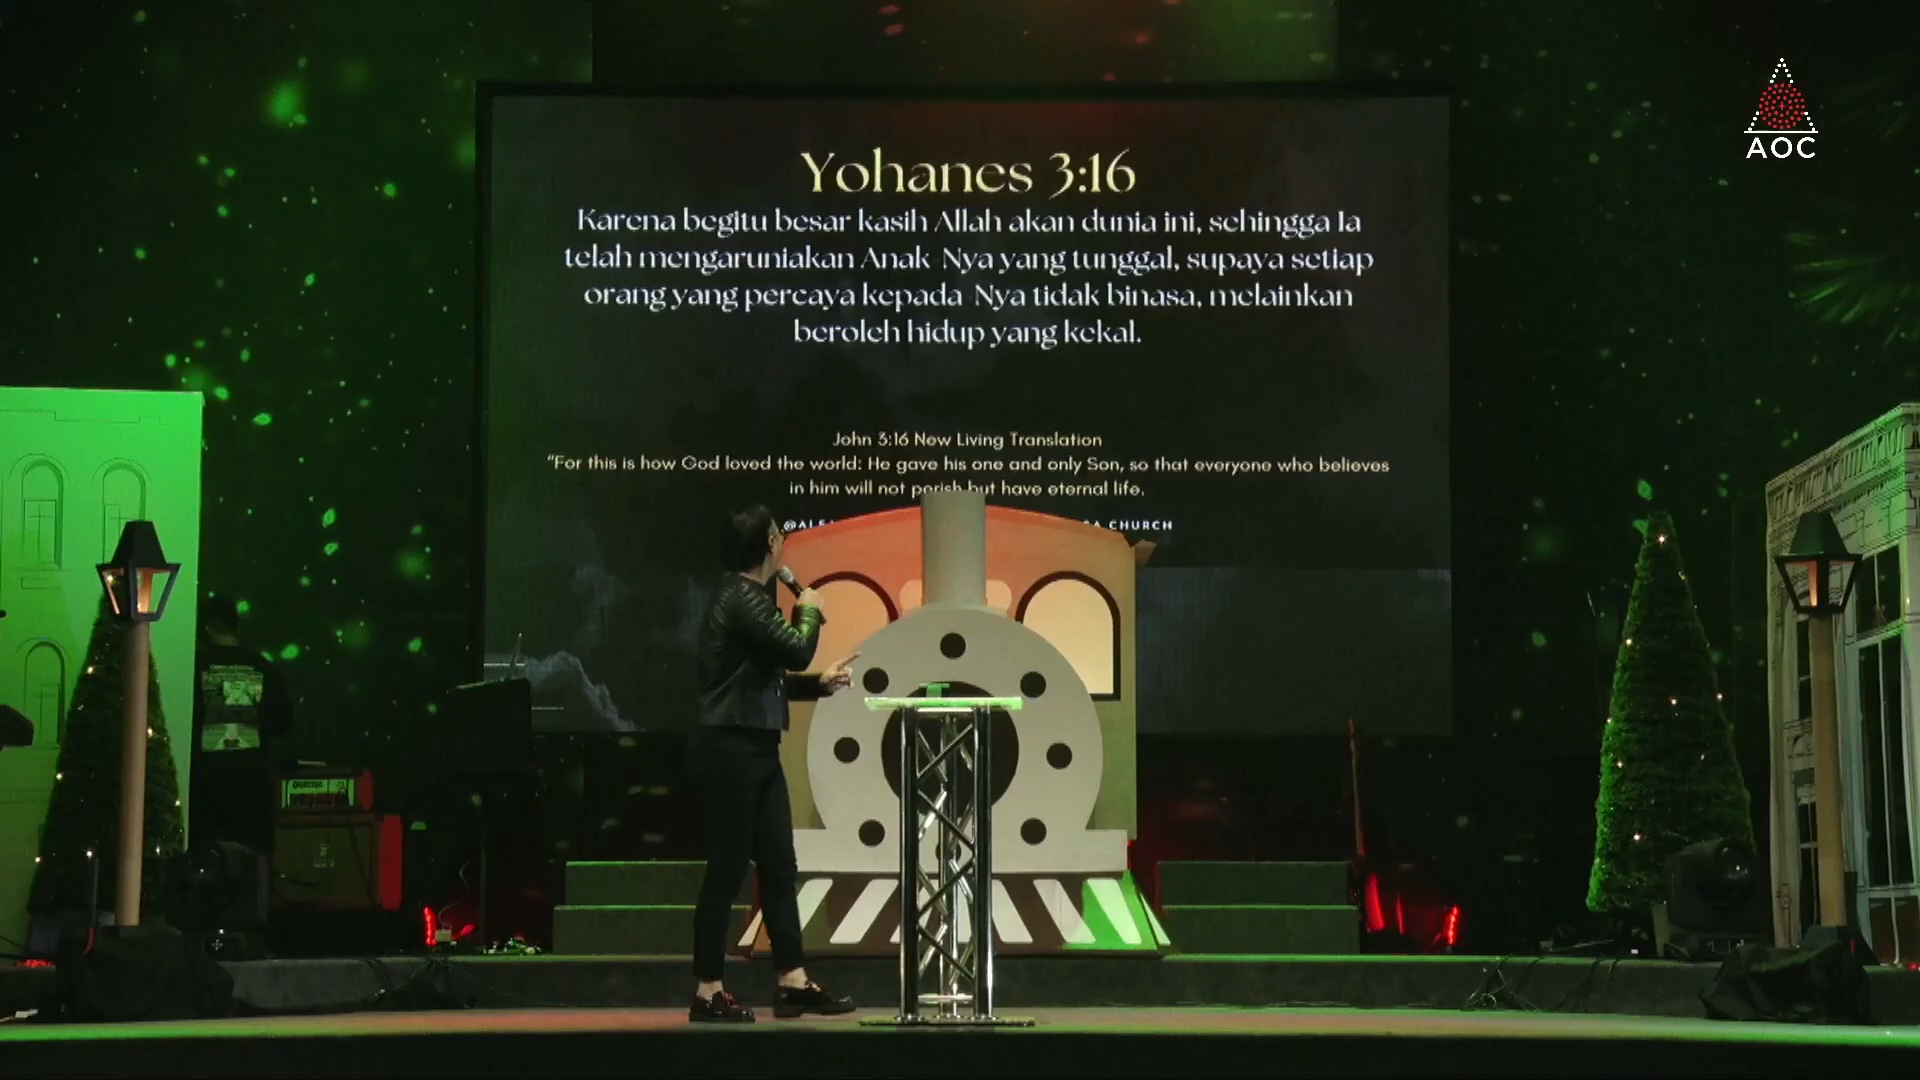 AOC
Yohanes 3:16
Karena begitu besar kasih Allah akan dunia ini, sehingga Ia
telah mengaruniakan Anak-Nya yang tunggal, supaya setiap
orang yang percaya kepada-Nya tidak binasa, melainkan
beroleh hidup yang kekal.
John 3:16 New Living Translation
“For this is how God loved the world: He gave his one and only Son, so that everyone who believes
in him will not perish but have eternal life.
CHURCH